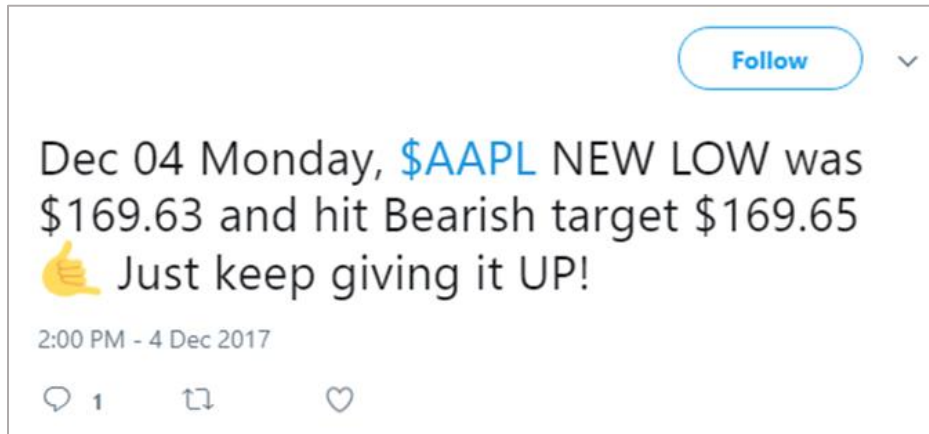 Follow
Dec 04 Monday, $AAPL NEW LOW was
$169.63 and hit Bearish target $169.65
🤙 Just keep giving it UP!
2:00 PM - 4 Dec 2017
1